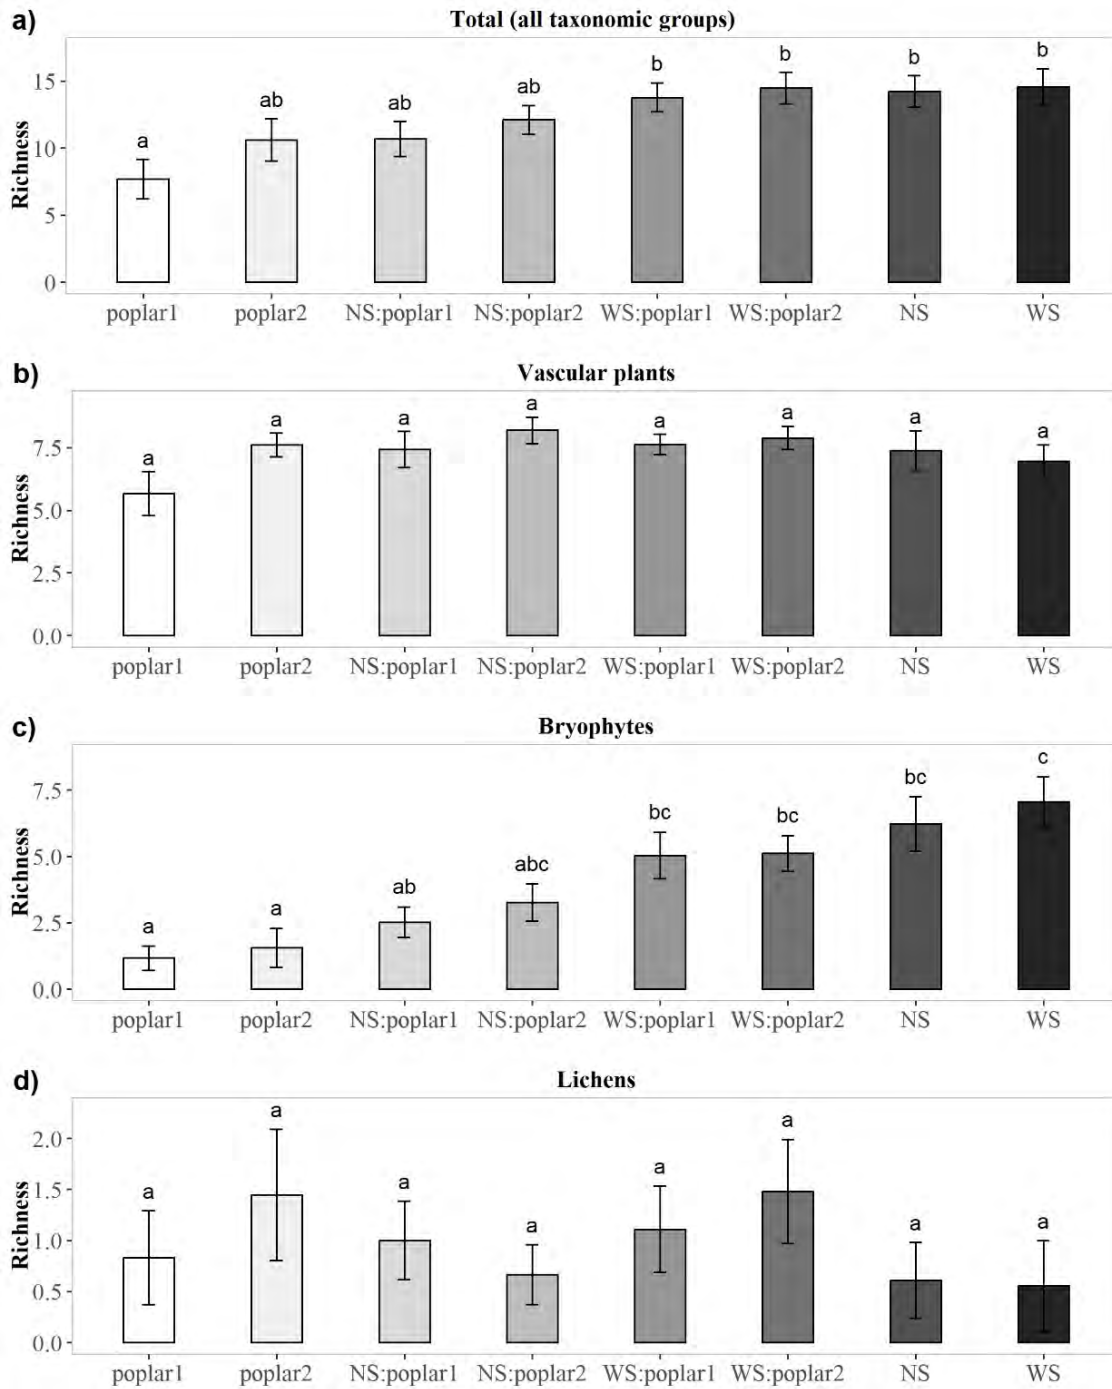 a)
Total (all taxonomic groups)
Richness
15
10
5
0
a ab ab ab b b b b
poplar1 poplar2 NS:poplar1 NS:poplar2 WS:poplar1 WS:poplar2 NS WS
b)
Vascular plants
Richness
7.5
5.0
2.5
0.0
a a a a a a a a
poplar1 poplar2 NS:poplar1 NS:poplar2 WS:poplar1 WS:poplar2 NS WS
c)
Bryophytes
Richness
7.5
5.0
2.5
0.0
a a ab abc bc bc bc c
poplar1 poplar2 NS:poplar1 NS:poplar2 WS:poplar1 WS:poplar2 NS WS
d)
Lichens
Richness
2.0
1.5
1.0
0.5
0.0
a a a a a a a a
poplar1 poplar2 NS:poplar1 NS:poplar2 WS:poplar1 WS:poplar2 NS WS